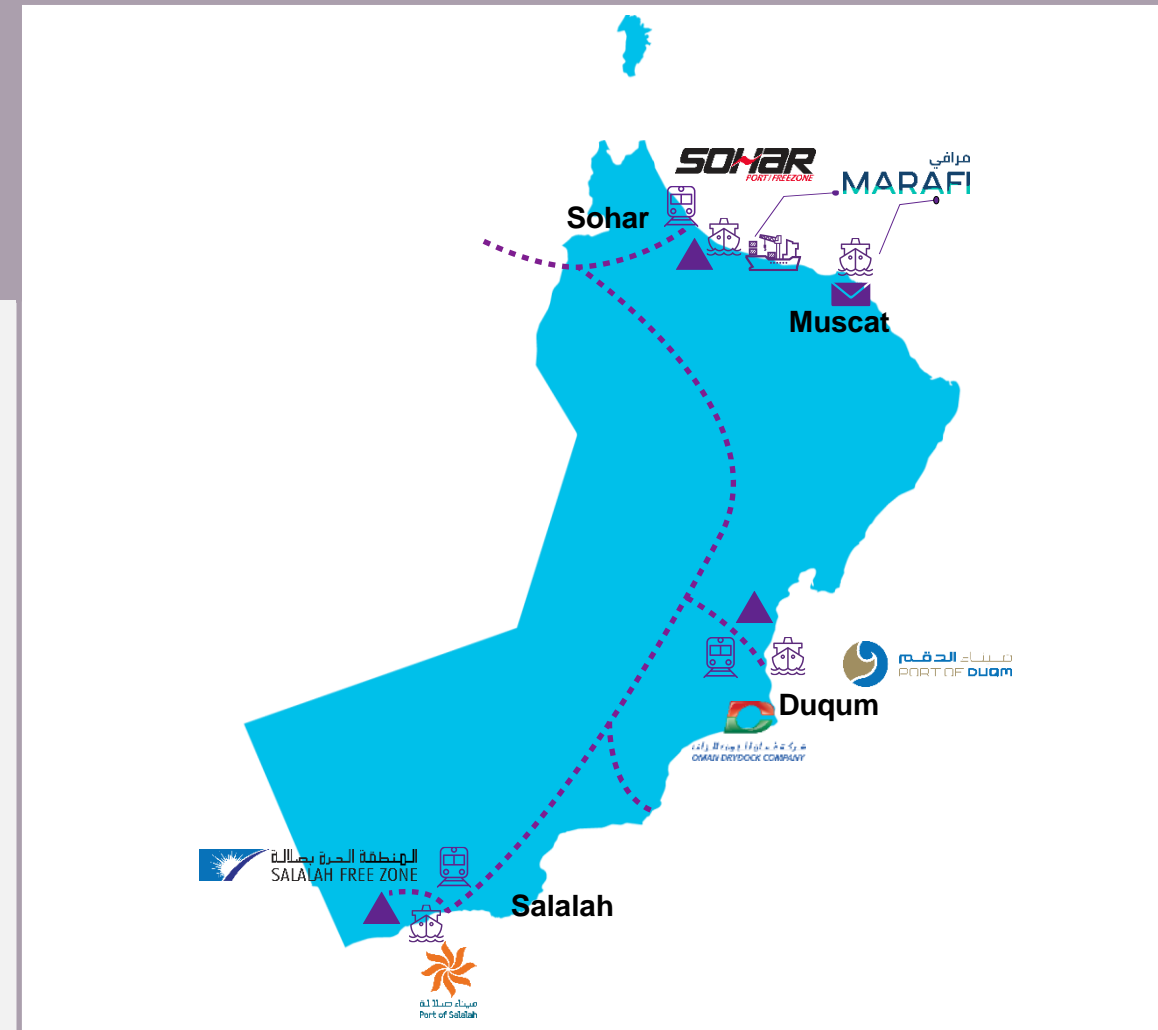 SOHAR
PORT | FREEZONE
مرافي
MARAFI
Sohar
Muscat
ميناء الدقم
PORT OF DUQM
Duqum
OMAN DRYDOCK COMPANY
المنطقة الحرة بصلالة
SALALAH FREE ZONE
Salalah
ميناء صلالة
Port of Salalah